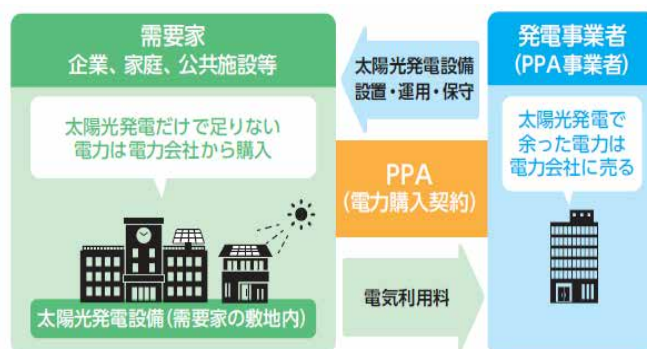 需要家
企業、家庭、公共施設等
太陽光発電だけで足りない
電力は電力会社から購入
太陽光発電設備(需要家の敷地内)
太陽光発電設備
設置・運用・保守
PPA
(電力購入契約)
電気利用料
発電事業者
(PPA事業者)
太陽光発電で
余った電力は
電力会社に売る